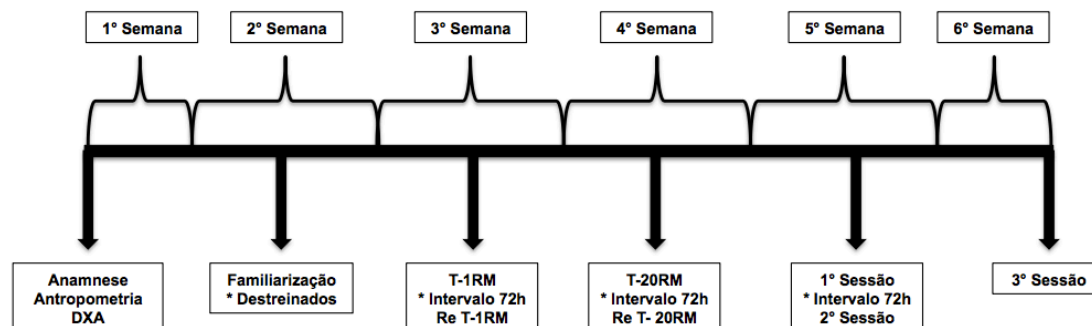 1° Semana
2° Semana
3° Semana
4° Semana
5° Semana
6° Semana
Anamnese
Antropometria
DXA
Familiarização
* Destreinados
T-1RM
* Intervalo 72h
Re T-1RM
T-20RM
* Intervalo 72h
Re T- 20RM
1° Sessão
* Intervalo 72h
2° Sessão
3° Sessão